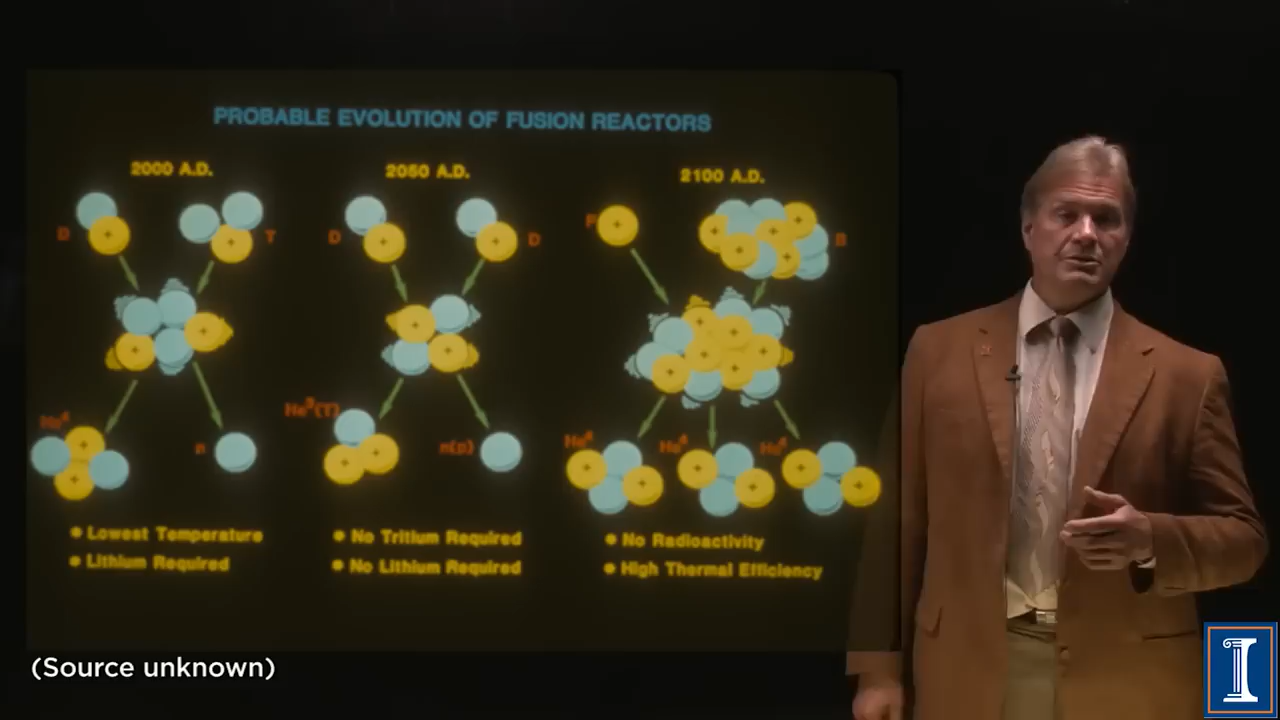 PROBABLE EVOLUTION OF FUSION REACTORS
2000 A.D.
D
T
He⁴
n
• Lowest Temperature
• Lithium Required
2050 A.D.
D
D
He³(T)
n(p)
• No Tritium Required
• No Lithium Required
2100 A.D.
P
B
He⁴
He⁴
He⁴
• No Radioactivity
• High Thermal Efficiency
(Source unknown)
I